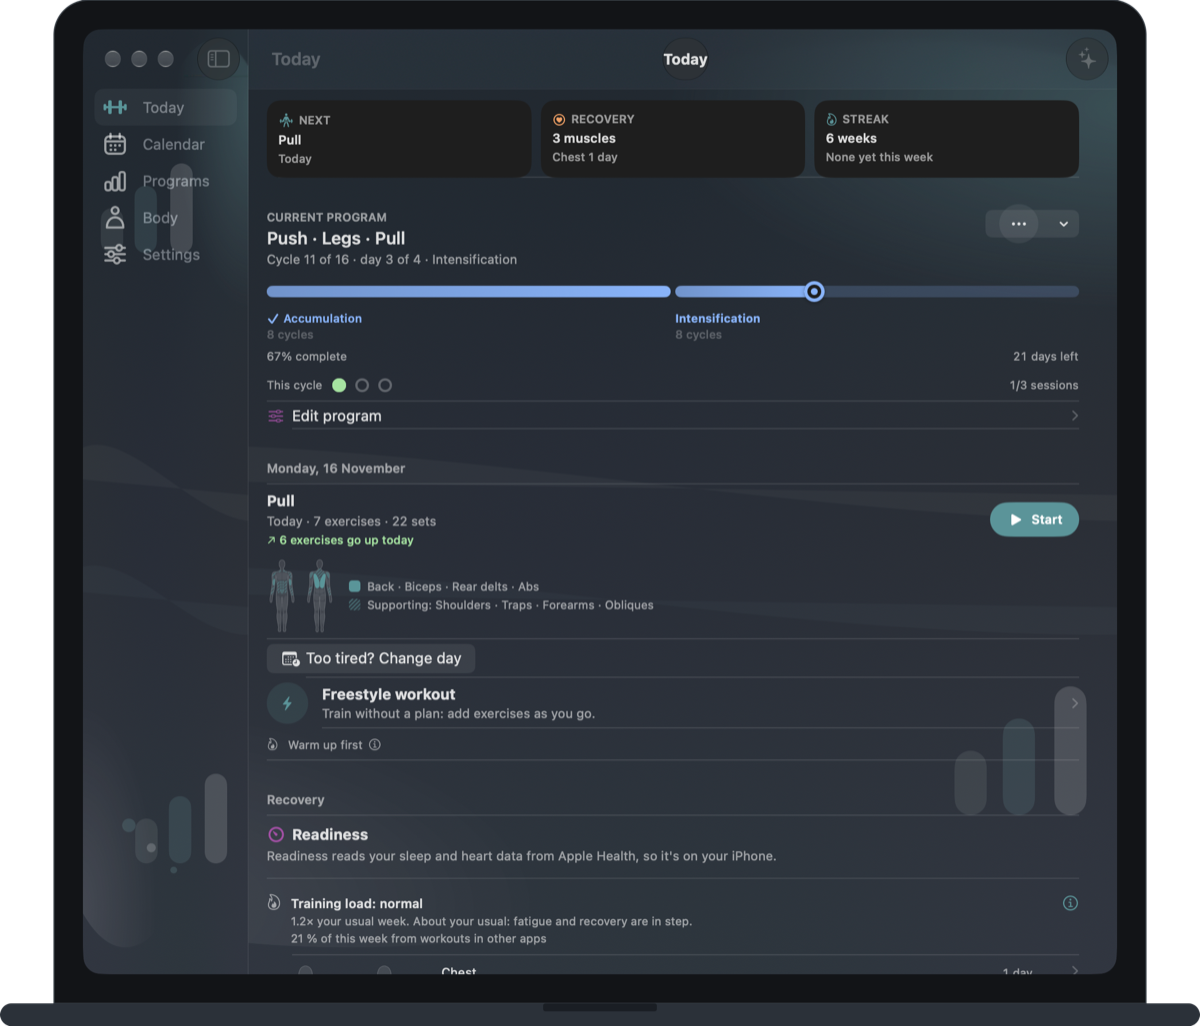 Today
Today
Today
Calendar
Programs
Body
Settings
NEXT
Pull
Today
RECOVERY
3 muscles
Chest 1 day
STREAK
6 weeks
None yet this week
CURRENT PROGRAM
Push · Legs · Pull
Cycle 11 of 16 · day 3 of 4 · Intensification
Accumulation
8 cycles
Intensification
8 cycles
67% complete
21 days left
This cycle
1/3 sessions
Edit program
Monday, 16 November
Pull
Today · 7 exercises · 22 sets
↗ 6 exercises go up today
Start
Back · Biceps · Rear delts · Abs
Supporting: Shoulders · Traps · Forearms · Obliques
Too tired? Change day
Freestyle workout
Train without a plan: add exercises as you go.
Warm up first
Recovery
Readiness
Readiness reads your sleep and heart data from Apple Health, so it's on your iPhone.
Training load: normal
1.2× your usual week. About your usual: fatigue and recovery are in step.
21 % of this week from workouts in other apps
Chest
1 day